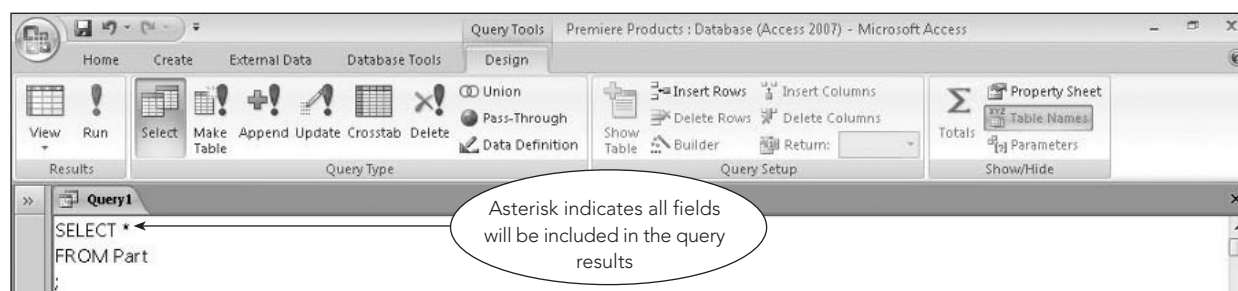 Query Tools Premiere Products : Database (Access 2007) - Microsoft Access
Home Create External Data Database Tools Design
View Run
Results
Select Make Table Append Update Crosstab Delete
Union
Pass-Through
Data Definition
Query Type
Show Table
Insert Rows Insert Columns
Delete Rows Delete Columns
Builder Return:
Query Setup
Totals
Property Sheet
Table Names
Parameters
Show/Hide
Query1
SELECT *
FROM Part
;
Asterisk indicates all fields
will be included in the query
results